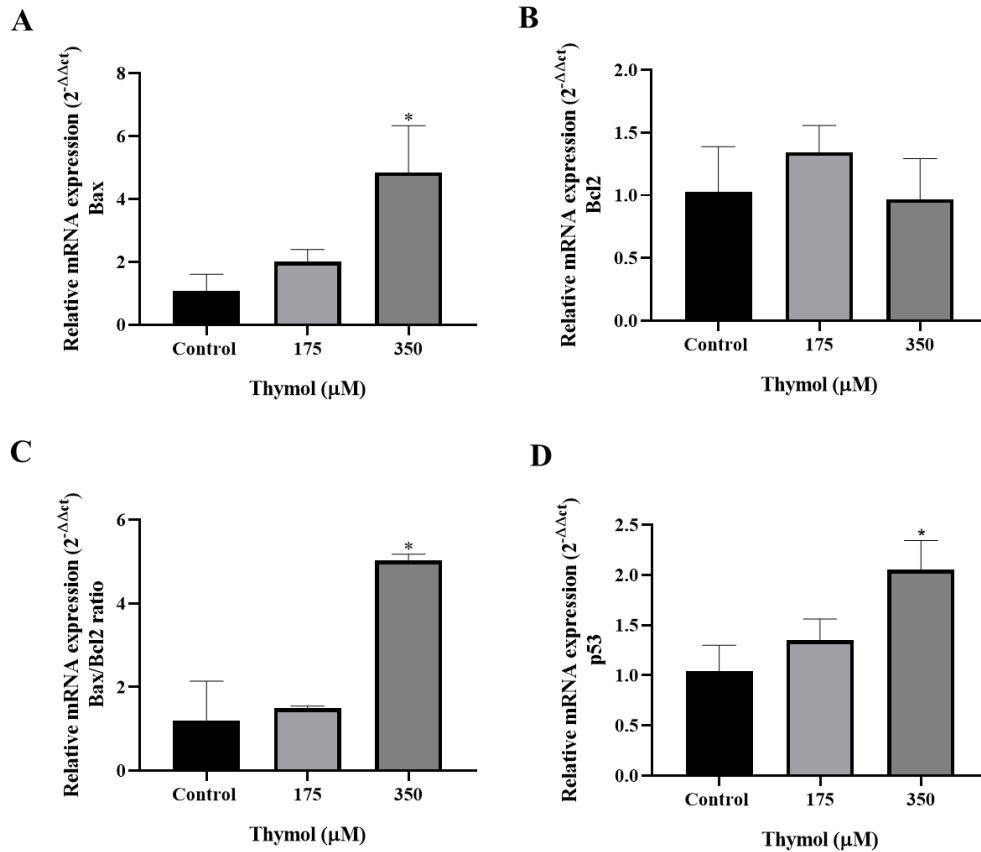 A
Relative mRNA expression (2^-ΔΔct)
Bax
8
6
4
2
0
*
Control 175 350
Thymol (μM)
B
Relative mRNA expression (2^-ΔΔct)
Bcl2
2.0
1.5
1.0
0.5
0.0
Control 175 350
Thymol (μM)
C
Relative mRNA expression (2^-ΔΔct)
Bax/Bcl2 ratio
6
4
2
0
*
Control 175 350
Thymol (μM)
D
Relative mRNA expression (2^-ΔΔct)
p53
2.5
2.0
1.5
1.0
0.5
0.0
*
Control 175 350
Thymol (μM)